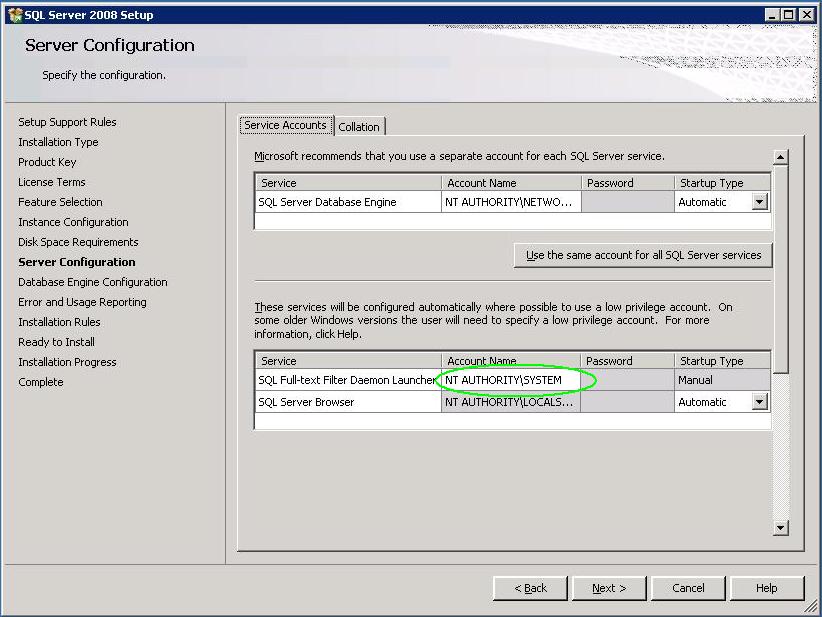 SQL Server 2008 Setup
Server Configuration
Specify the configuration.
Setup Support Rules
Installation Type
Product Key
License Terms
Feature Selection
Instance Configuration
Disk Space Requirements
Server Configuration
Database Engine Configuration
Error and Usage Reporting
Installation Rules
Ready to Install
Installation Progress
Complete
Service Accounts Collation
Microsoft recommends that you use a separate account for each SQL Server service.
Service Account Name Password Startup Type
SQL Server Database Engine NT AUTHORITY\NETWO... Automatic
Use the same account for all SQL Server services
These services will be configured automatically where possible to use a low privilege account. On
some older Windows versions the user will need to specify a low privilege account. For more
information, click Help.
Service Account Name Password Startup Type
SQL Full-text Filter Daemon Launcher NT AUTHORITY\SYSTEM Manual
SQL Server Browser NT AUTHORITY\LOCALS... Automatic
< Back Next > Cancel Help